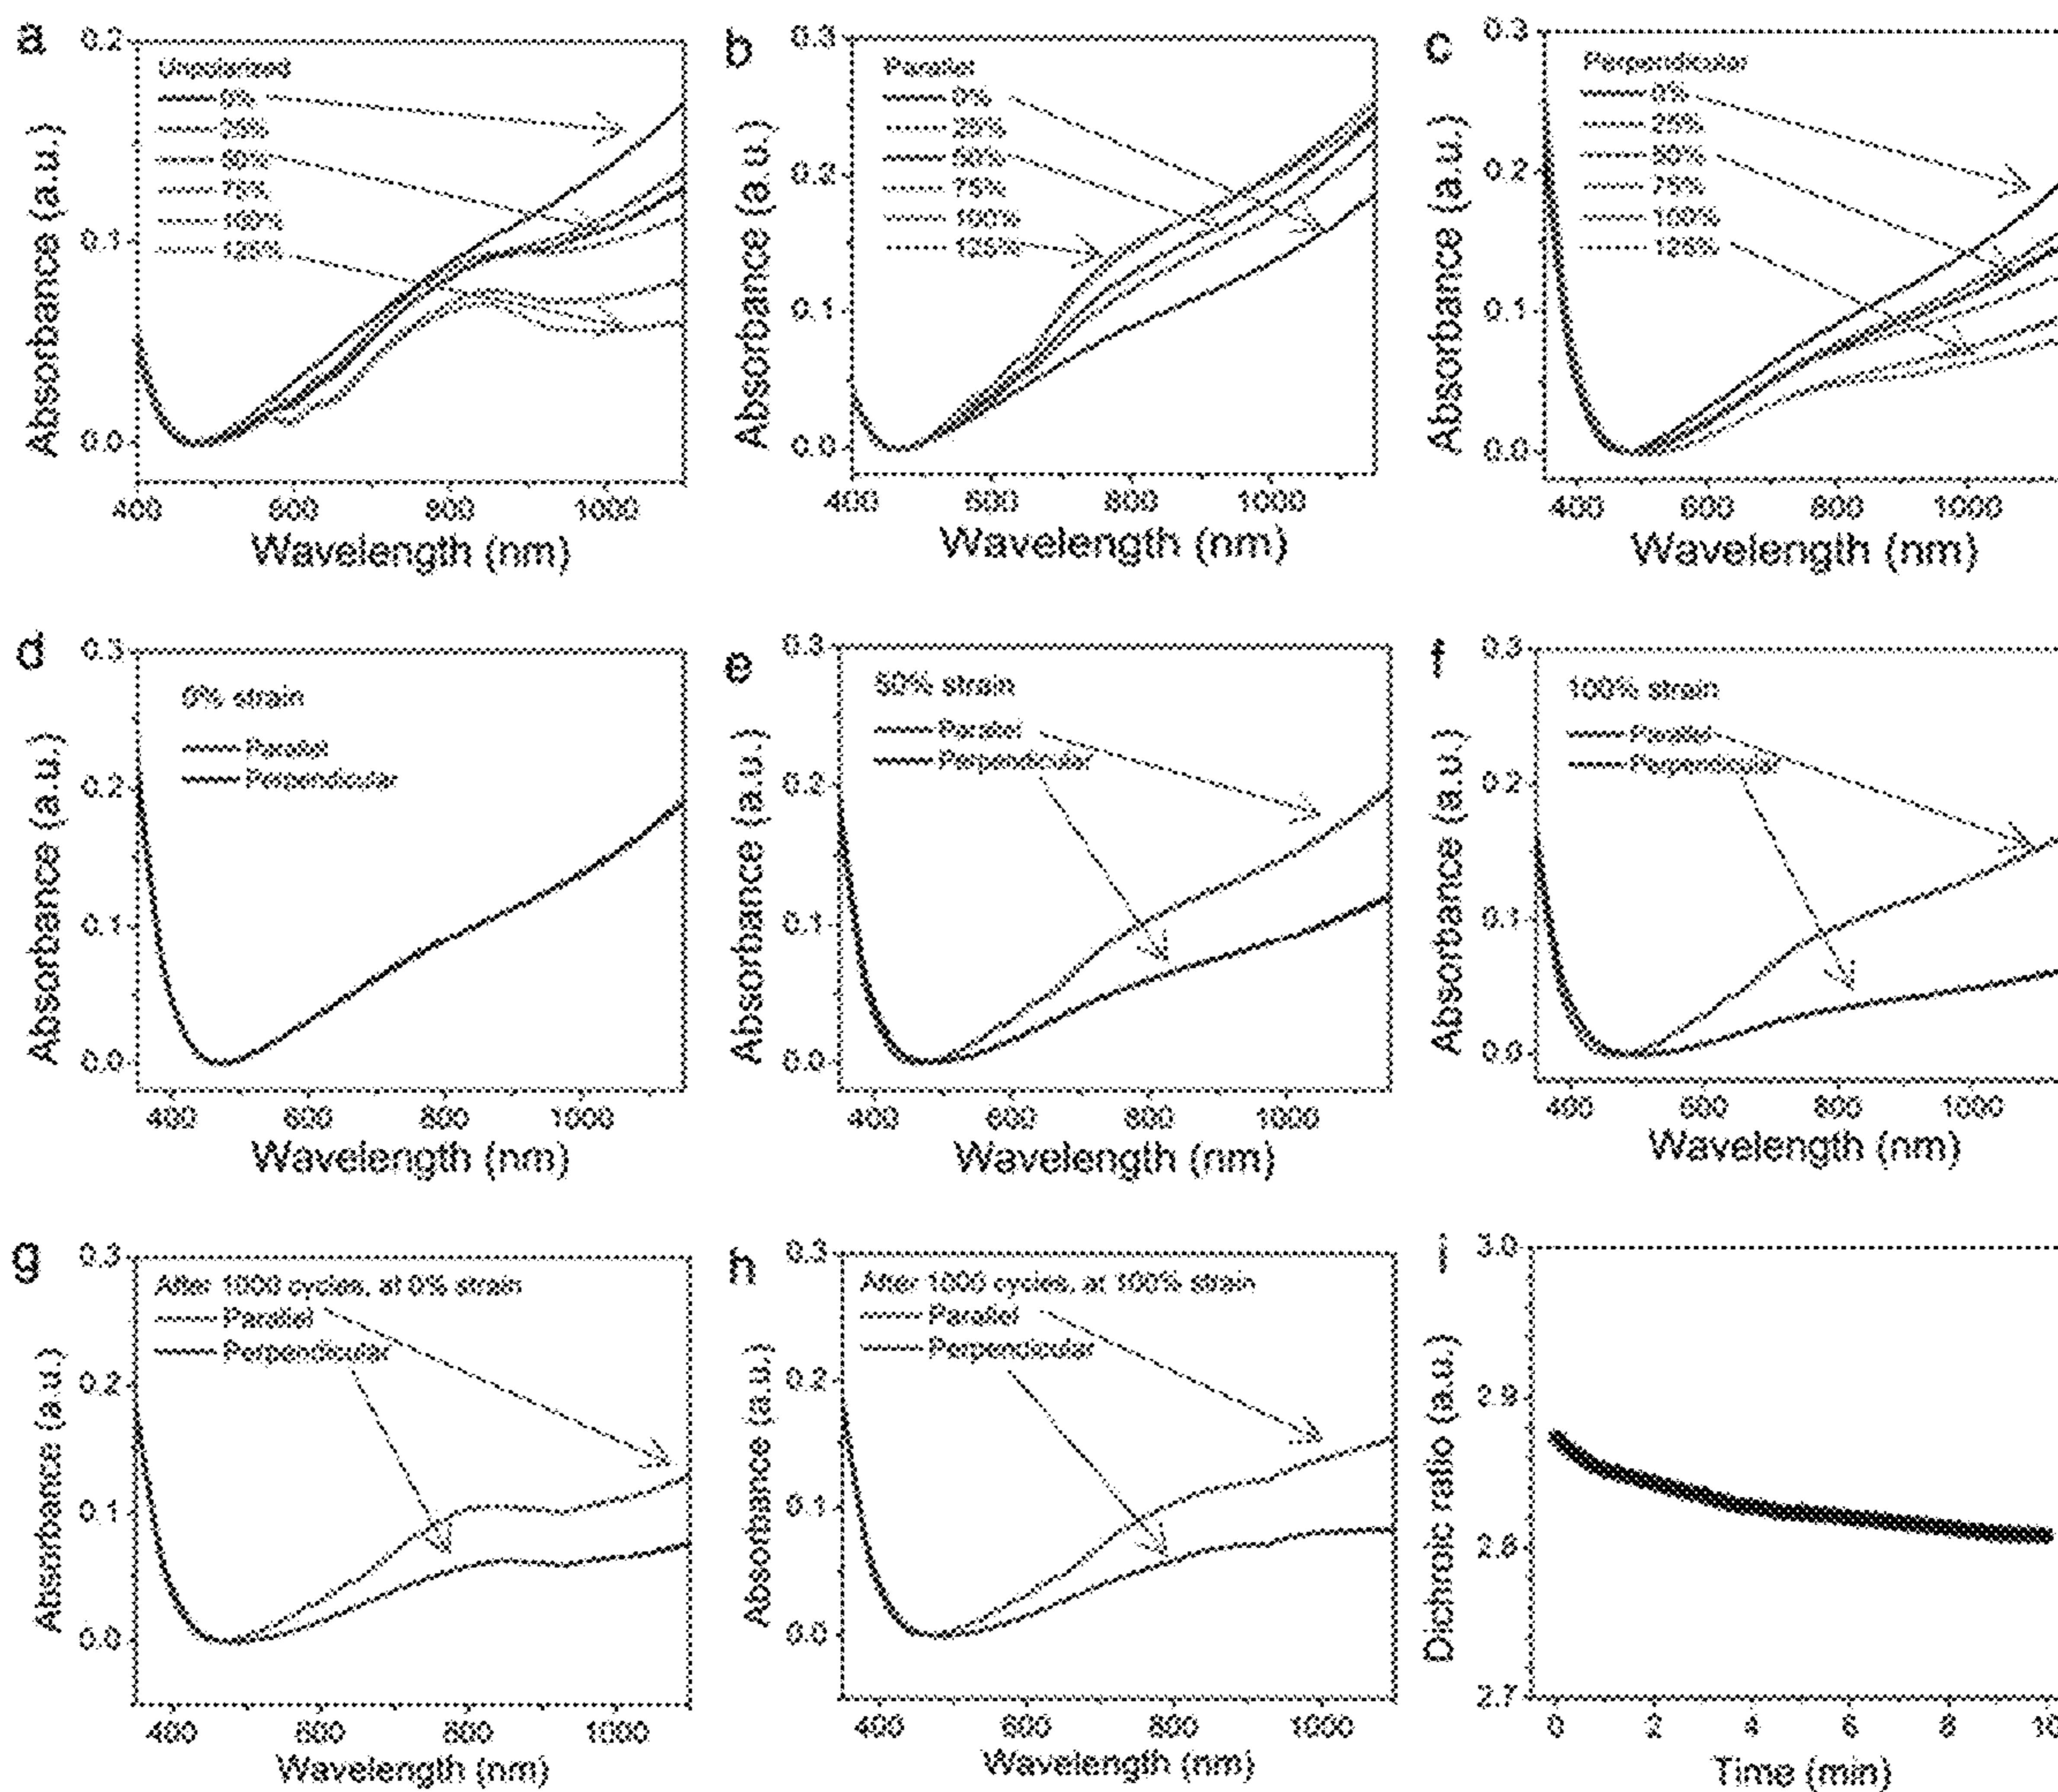 a
0.2
0.1
0.0
Absorbance (a.u.)
Unpolarized
0%
25%
50%
75%
100%
125%
400 600 800 1000
Wavelength (nm)
b
0.3
0.2
0.1
0.0
Absorbance (a.u.)
Parallel
0%
25%
50%
75%
100%
125%
400 600 800 1000
Wavelength (nm)
c
0.3
0.2
0.1
0.0
Absorbance (a.u.)
Perpendicular
0%
25%
50%
75%
100%
125%
400 600 800 1000
Wavelength (nm)
d
0.3
0.2
0.1
0.0
Absorbance (a.u.)
0% strain
Parallel
Perpendicular
400 600 800 1000
Wavelength (nm)
e
0.3
0.2
0.1
0.0
Absorbance (a.u.)
50% strain
Parallel
Perpendicular
400 600 800 1000
Wavelength (nm)
f
0.3
0.2
0.1
0.0
Absorbance (a.u.)
100% strain
Parallel
Perpendicular
400 600 800 1000
Wavelength (nm)
g
0.3
0.2
0.1
0.0
Absorbance (a.u.)
After 1000 cycles, at 0% strain
Parallel
Perpendicular
400 600 800 1000
Wavelength (nm)
h
0.3
0.2
0.1
0.0
Absorbance (a.u.)
After 1000 cycles, at 100% strain
Parallel
Perpendicular
400 600 800 1000
Wavelength (nm)
i
3.0
2.9
2.8
2.7
Dichroic ratio (a.u.)
0 2 4 6 8 10
Time (min)